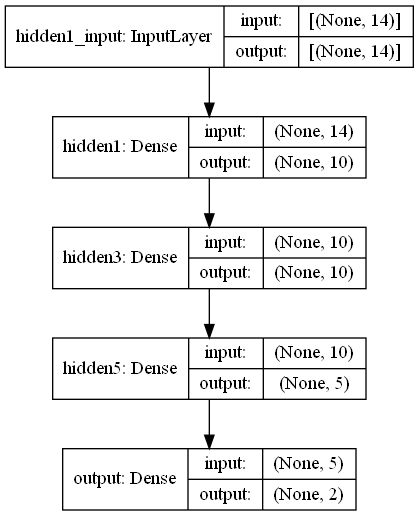 hidden1_input: InputLayer
input: [(None, 14)]
output: [(None, 14)]
hidden1: Dense
input: (None, 14)
output: (None, 10)
hidden3: Dense
input: (None, 10)
output: (None, 10)
hidden5: Dense
input: (None, 10)
output: (None, 5)
output: Dense
input: (None, 5)
output: (None, 2)